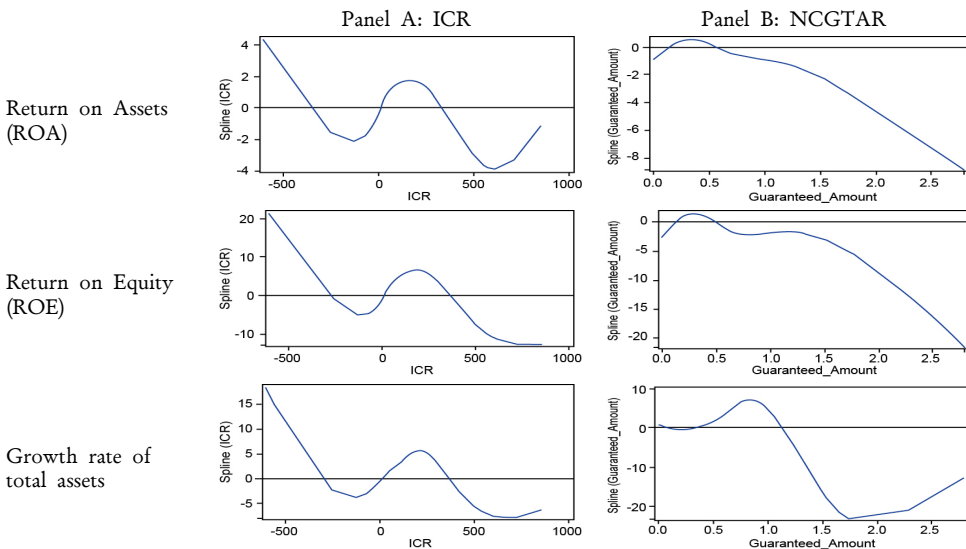 Panel A: ICR
Panel B: NCGTAR
Return on Assets
(ROA)
Spline (ICR)
4
2
0
-2
-4
-500
0
500
1000
ICR
Spline (Guaranteed_Amount)
0
-2
-4
-6
-8
0.0
0.5
1.0
1.5
2.0
2.5
Guaranteed_Amount
Return on Equity
(ROE)
Spline (ICR)
20
10
0
-10
-500
0
500
1000
ICR
Spline (Guaranteed_Amount)
0
-5
-10
-15
-20
0.0
0.5
1.0
1.5
2.0
2.5
Guaranteed_Amount
Growth rate of
total assets
Spline (ICR)
15
10
5
0
-5
-500
0
500
1000
ICR
Spline (Guaranteed_Amount)
10
0
-10
-20
0.0
0.5
1.0
1.5
2.0
2.5
Guaranteed_Amount